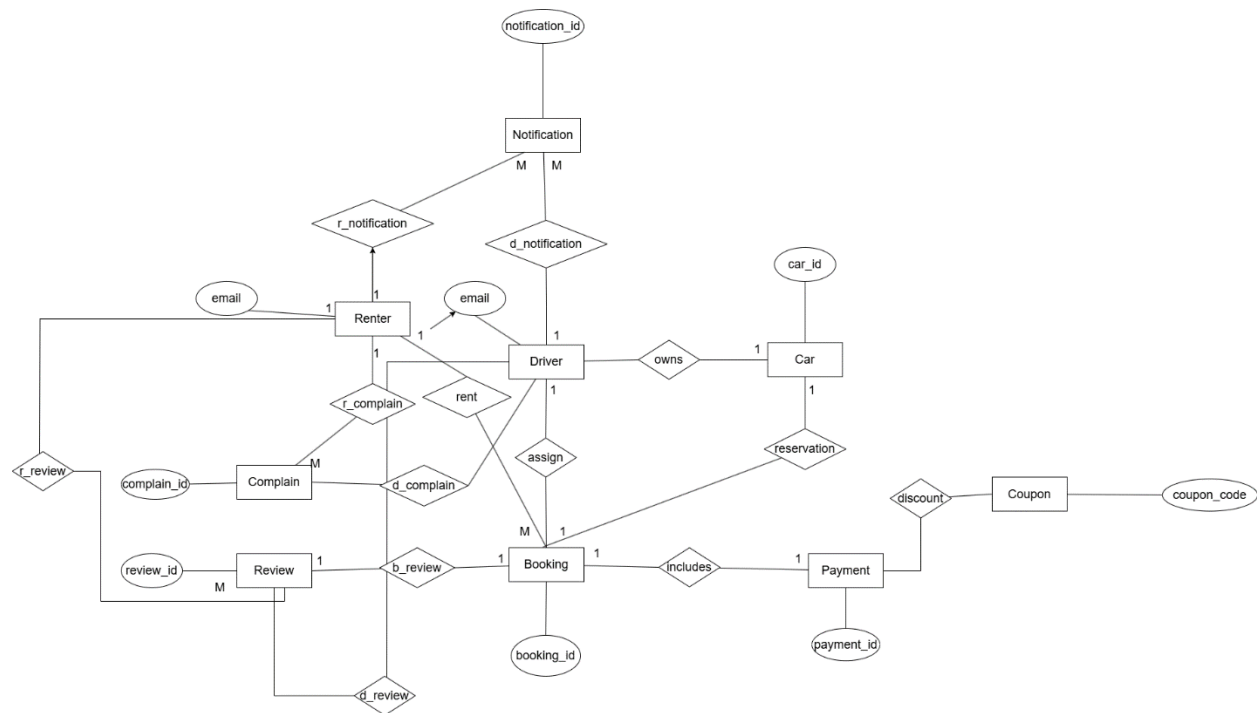 notification_id
Notification
M
M
r_notification
d_notification
car_id
email
email
1
1
Renter
1
1
1
1
Driver
owns
Car
1
1
1
r_complain
rent
assign
reservation
r_review
complain_id
Complain
M
d_complain
discount
Coupon
coupon_code
M
1
review_id
Review
1
b_review
1
Booking
1
includes
1
Payment
M
booking_id
payment_id
d_review